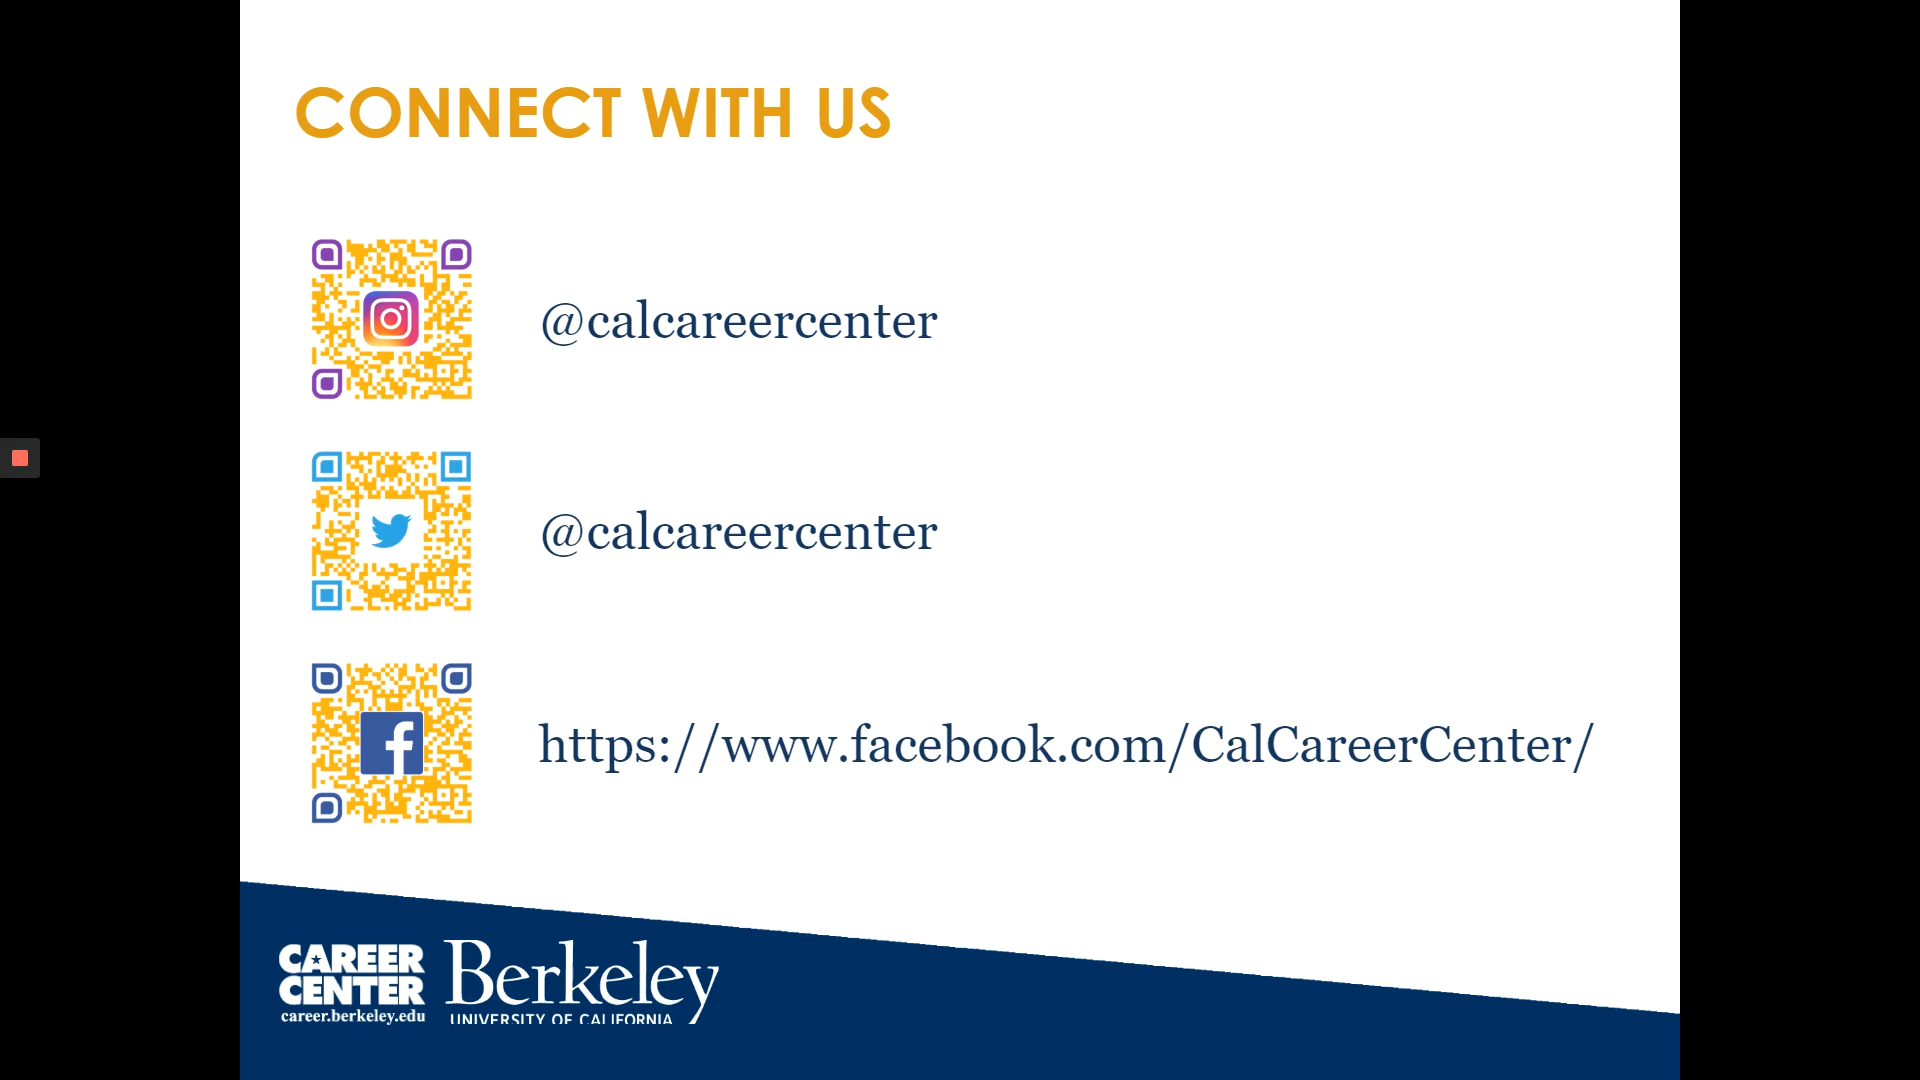 CONNECT WITH US
@calcareercenter
@calcareercenter
https://www.facebook.com/CalCareerCenter/
CAREER
CENTER
career.berkeley.edu
Berkeley
UNIVERSITY OF CALIFORNIA